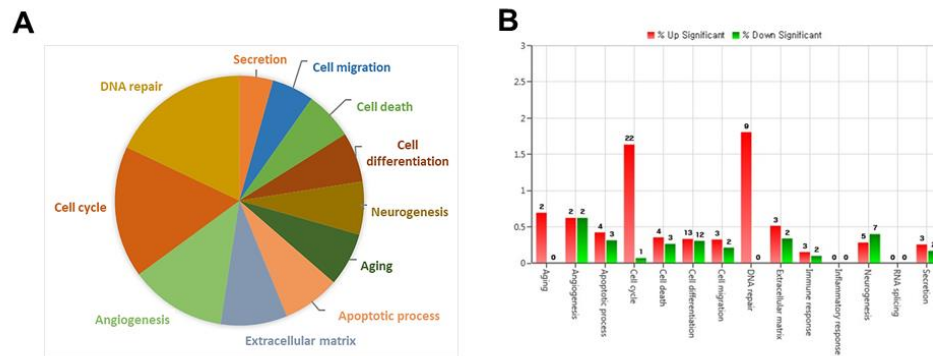 A
Secretion
Cell migration
DNA repair
Cell death
Cell
differentiation
Cell cycle
Neurogenesis
Aging
Angiogenesis
Apoptotic process
Extracellular matrix
B
% Up Significant % Down Significant
3
2.5
2
1.5
1
0.5
0
2 0 2 2 4 3 22 1 4 3 13 12 3 2 9 0 3 2 3 2 0 0 5 7 0 0 3
Aging
Angiogenesis
Apoptotic process
Cell cycle
Cell death
Cell differentiation
Cell migration
DNA repair
Extracellular matrix
Immune response
Inflammatory response
Neurogenesis
RNA splicing
Secretion